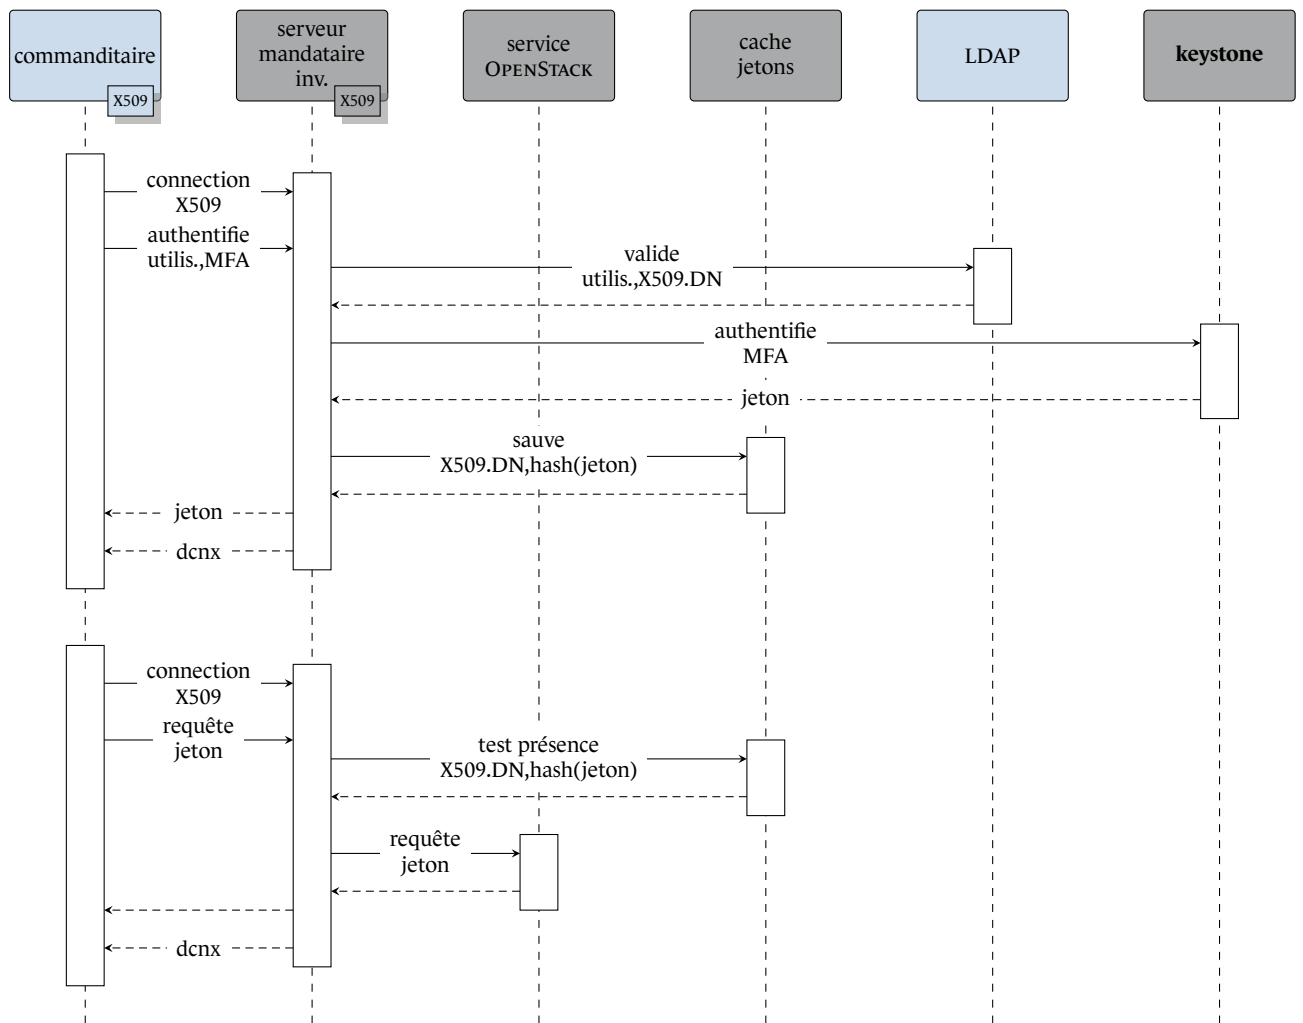 commanditaire
X509
serveur
mandataire
inv.
X509
service
OPENSTACK
cache
jetons
LDAP
keystone
connection
X509
authentifie
utilis.,MFA
valide
utilis.,X509.DN
authentifie
MFA
jeton
sauve
X509.DN,hash(jeton)
jeton
dcnx
connection
X509
requête
jeton
test présence
X509.DN,hash(jeton)
requête
jeton
dcnx